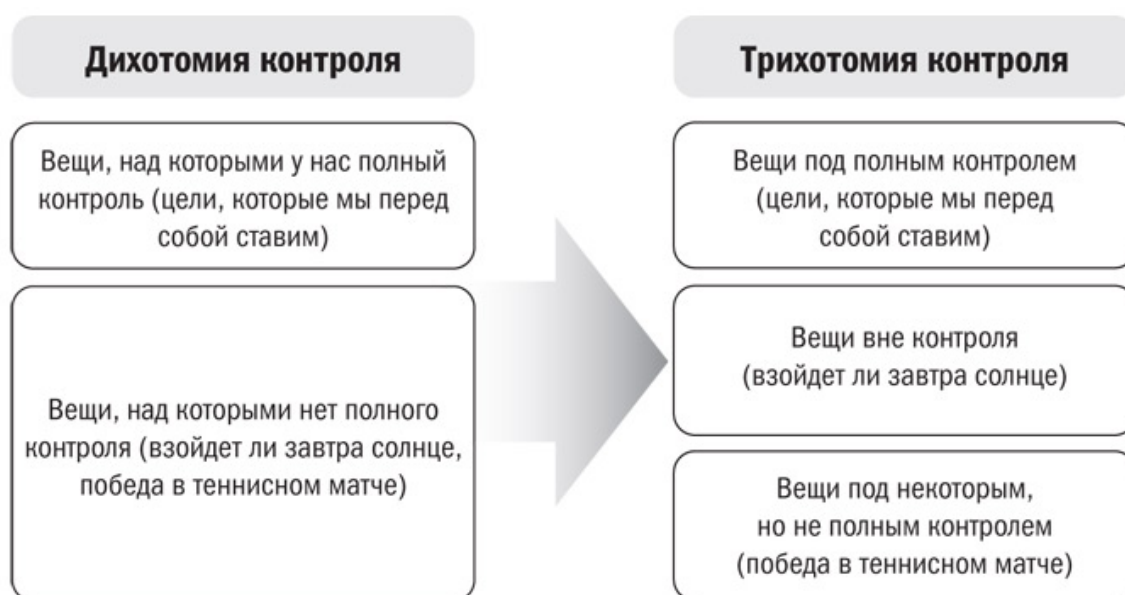 Дихотомия контроля
Вещи, над которыми у нас полный
контроль (цели, которые мы перед
собой ставим)
Вещи, над которыми нет полного
контроля (взойдет ли завтра солнце,
победа в теннисном матче)
Трихотомия контроля
Вещи под полным контролем
(цели, которые мы перед
собой ставим)
Вещи вне контроля
(взойдет ли завтра солнце)
Вещи под некоторым,
но не полным контролем
(победа в теннисном матче)